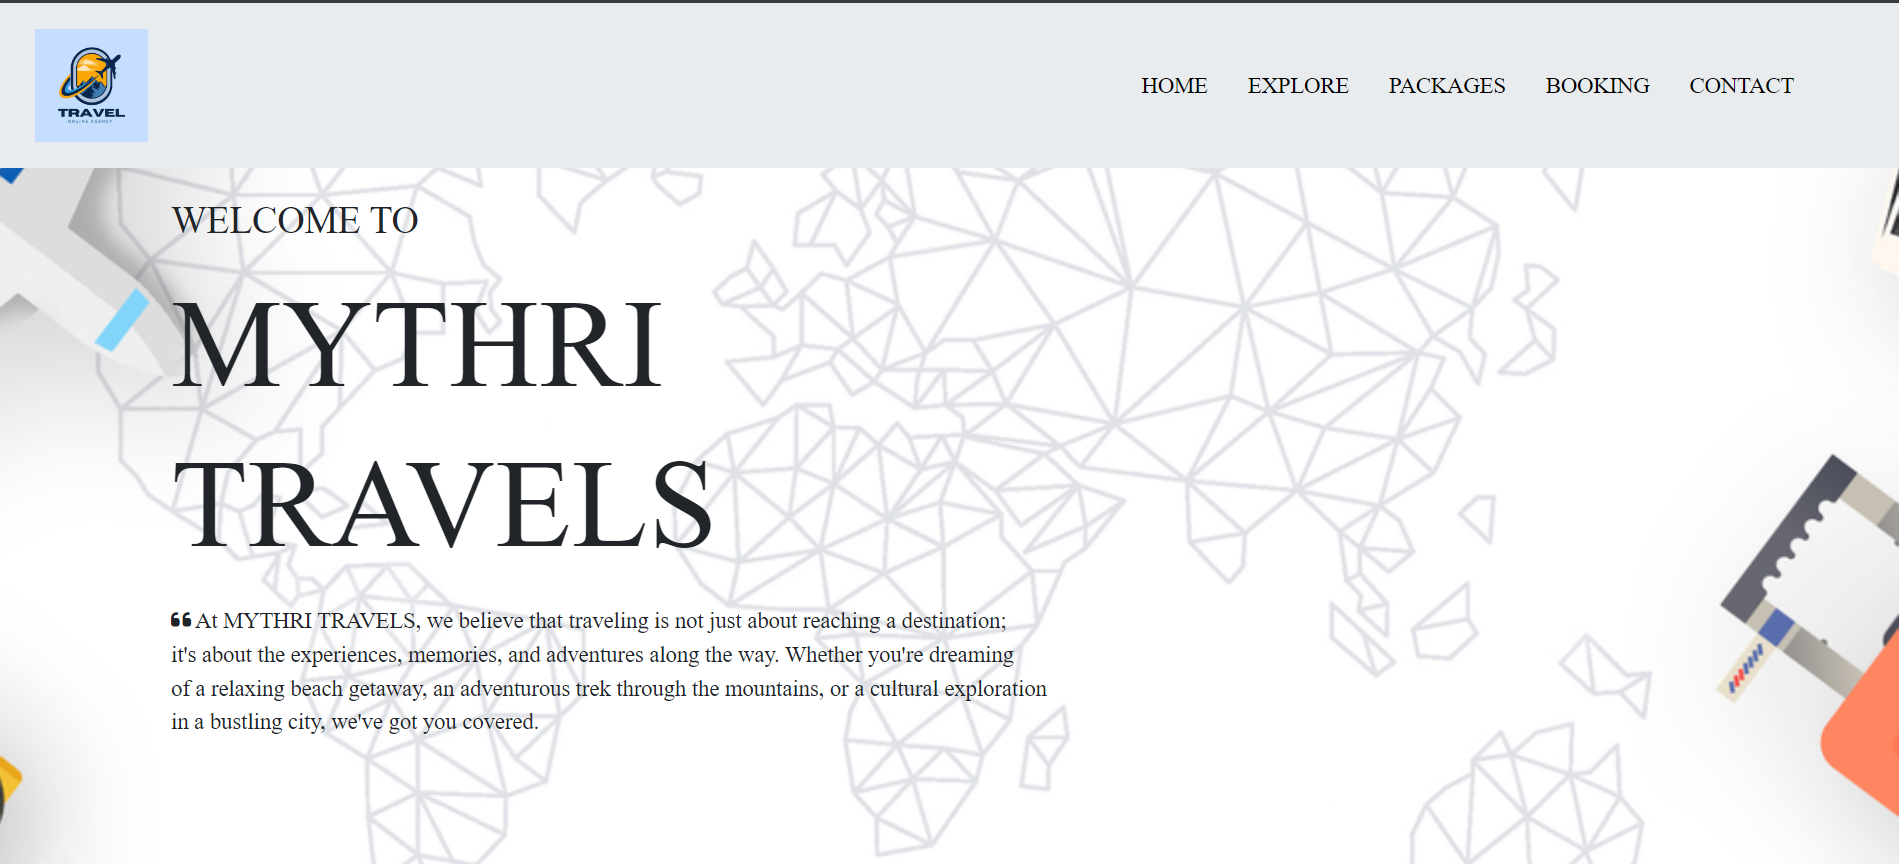 TRAVEL
ONLINE AGENCY
HOME EXPLORE PACKAGES BOOKING CONTACT
WELCOME TO
MYTHRI
TRAVELS
❝ At MYTHRI TRAVELS, we believe that traveling is not just about reaching a destination;
it's about the experiences, memories, and adventures along the way. Whether you're dreaming
of a relaxing beach getaway, an adventurous trek through the mountains, or a cultural exploration
in a bustling city, we've got you covered.